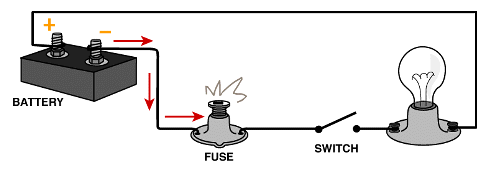 + −
BATTERY
FUSE
SWITCH